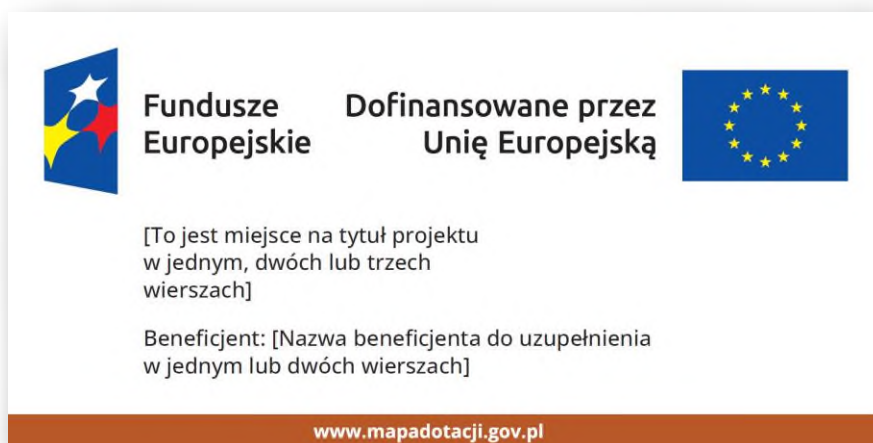 Fundusze
Europejskie
Dofinansowane przez
Unię Europejską
[To jest miejsce na tytuł projektu
w jednym, dwóch lub trzech
wierszach]
Beneficjent: [Nazwa beneficjenta do uzupełnienia
w jednym lub dwóch wierszach]
www.mapadotacji.gov.pl